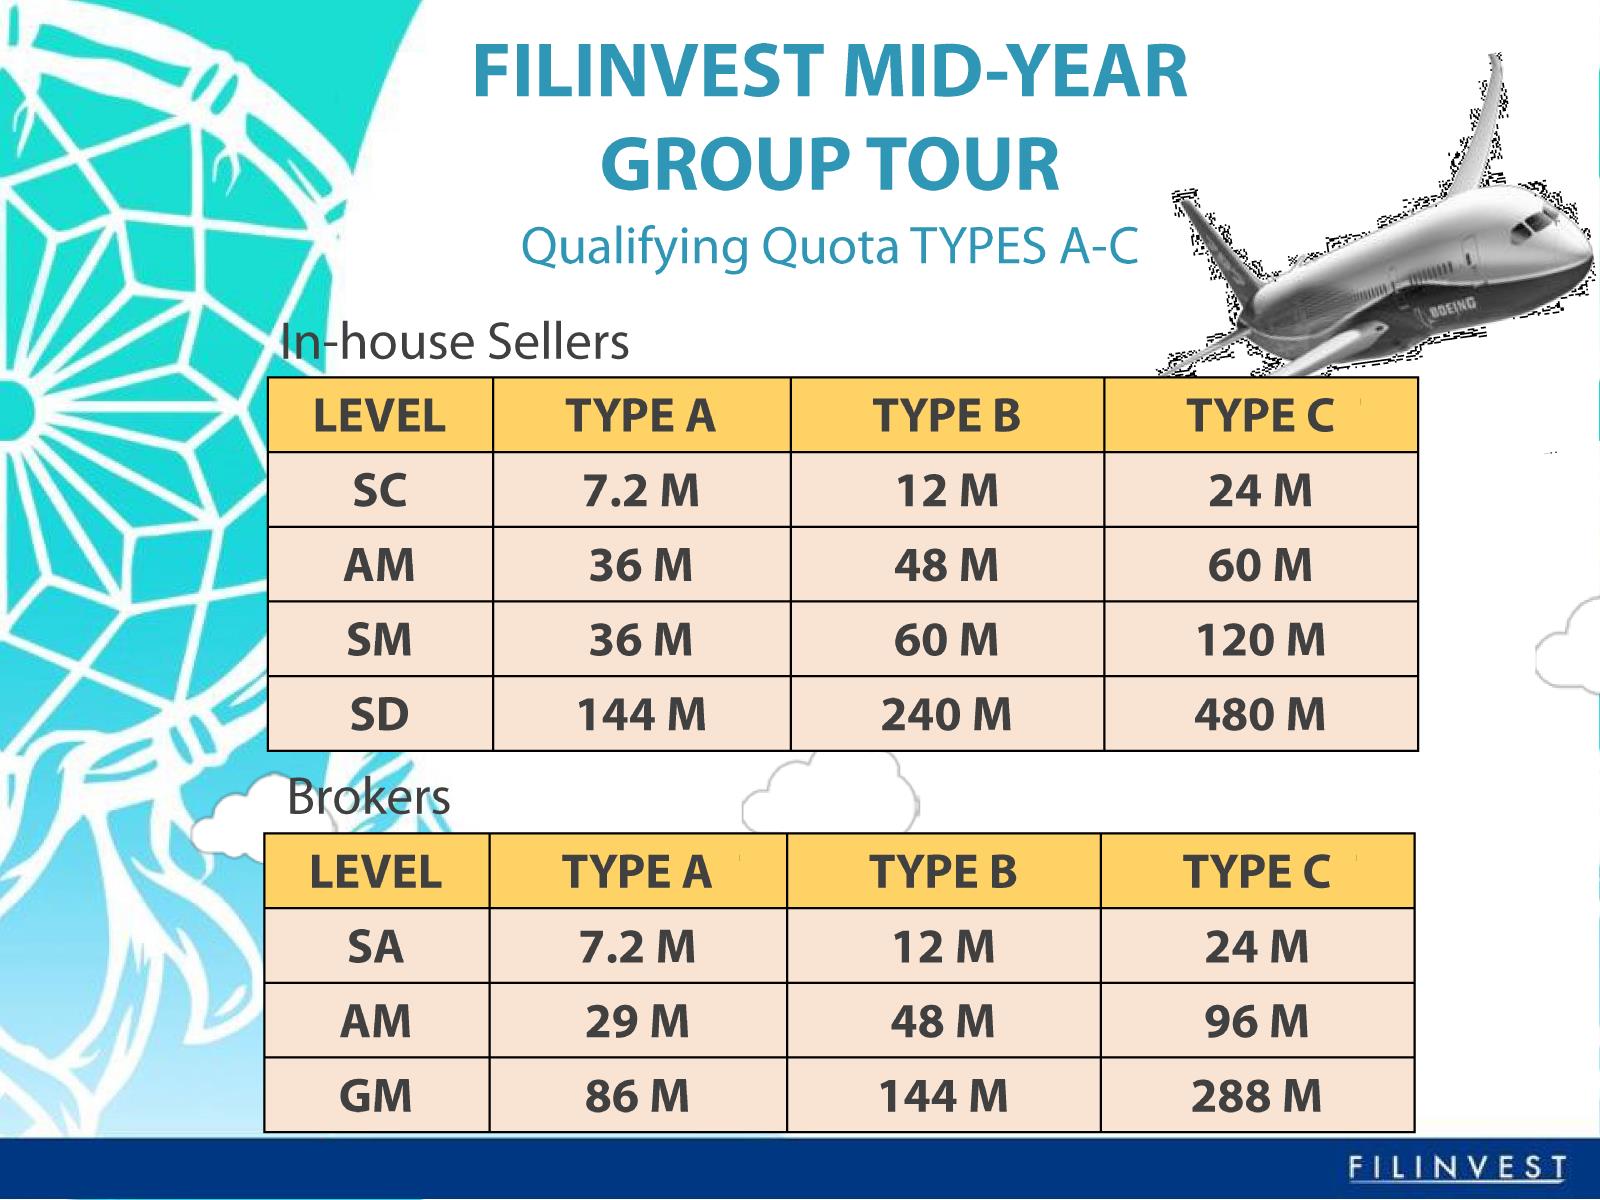 FILINVEST MID-YEAR
GROUP TOUR
Qualifying Quota TYPES A-C
BOEING
In-house Sellers
LEVEL TYPE A TYPE B TYPE C
SC 7.2 M 12 M 24 M
AM 36 M 48 M 60 M
SM 36 M 60 M 120 M
SD 144 M 240 M 480 M
Brokers
LEVEL TYPE A TYPE B TYPE C
SA 7.2 M 12 M 24 M
AM 29 M 48 M 96 M
GM 86 M 144 M 288 M
FILINVEST